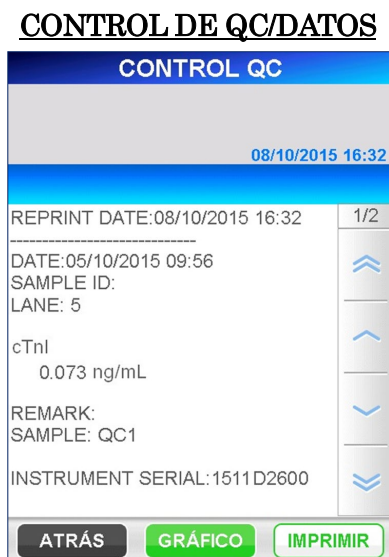 CONTROL DE QC/DATOS
CONTROL QC
08/10/2015 16:32
REPRINT DATE:08/10/2015 16:32
1/2
-----------------------------
DATE:05/10/2015 09:56
SAMPLE ID:
LANE: 5
cTnI
0.073 ng/mL
REMARK:
SAMPLE: QC1
INSTRUMENT SERIAL:1511D2600
ATRÁS
GRÁFICO
IMPRIMIR